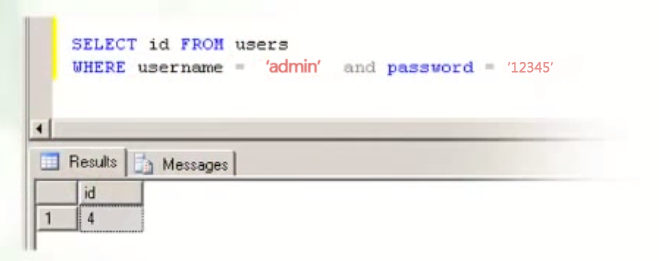 SELECT id FROM users
WHERE username = 'admin' and password = '12345'
Results Messages
id
1 4